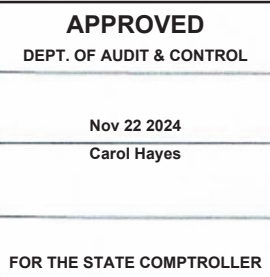 APPROVED
DEPT. OF AUDIT & CONTROL
Nov 22 2024
Carol Hayes
FOR THE STATE COMPTROLLER